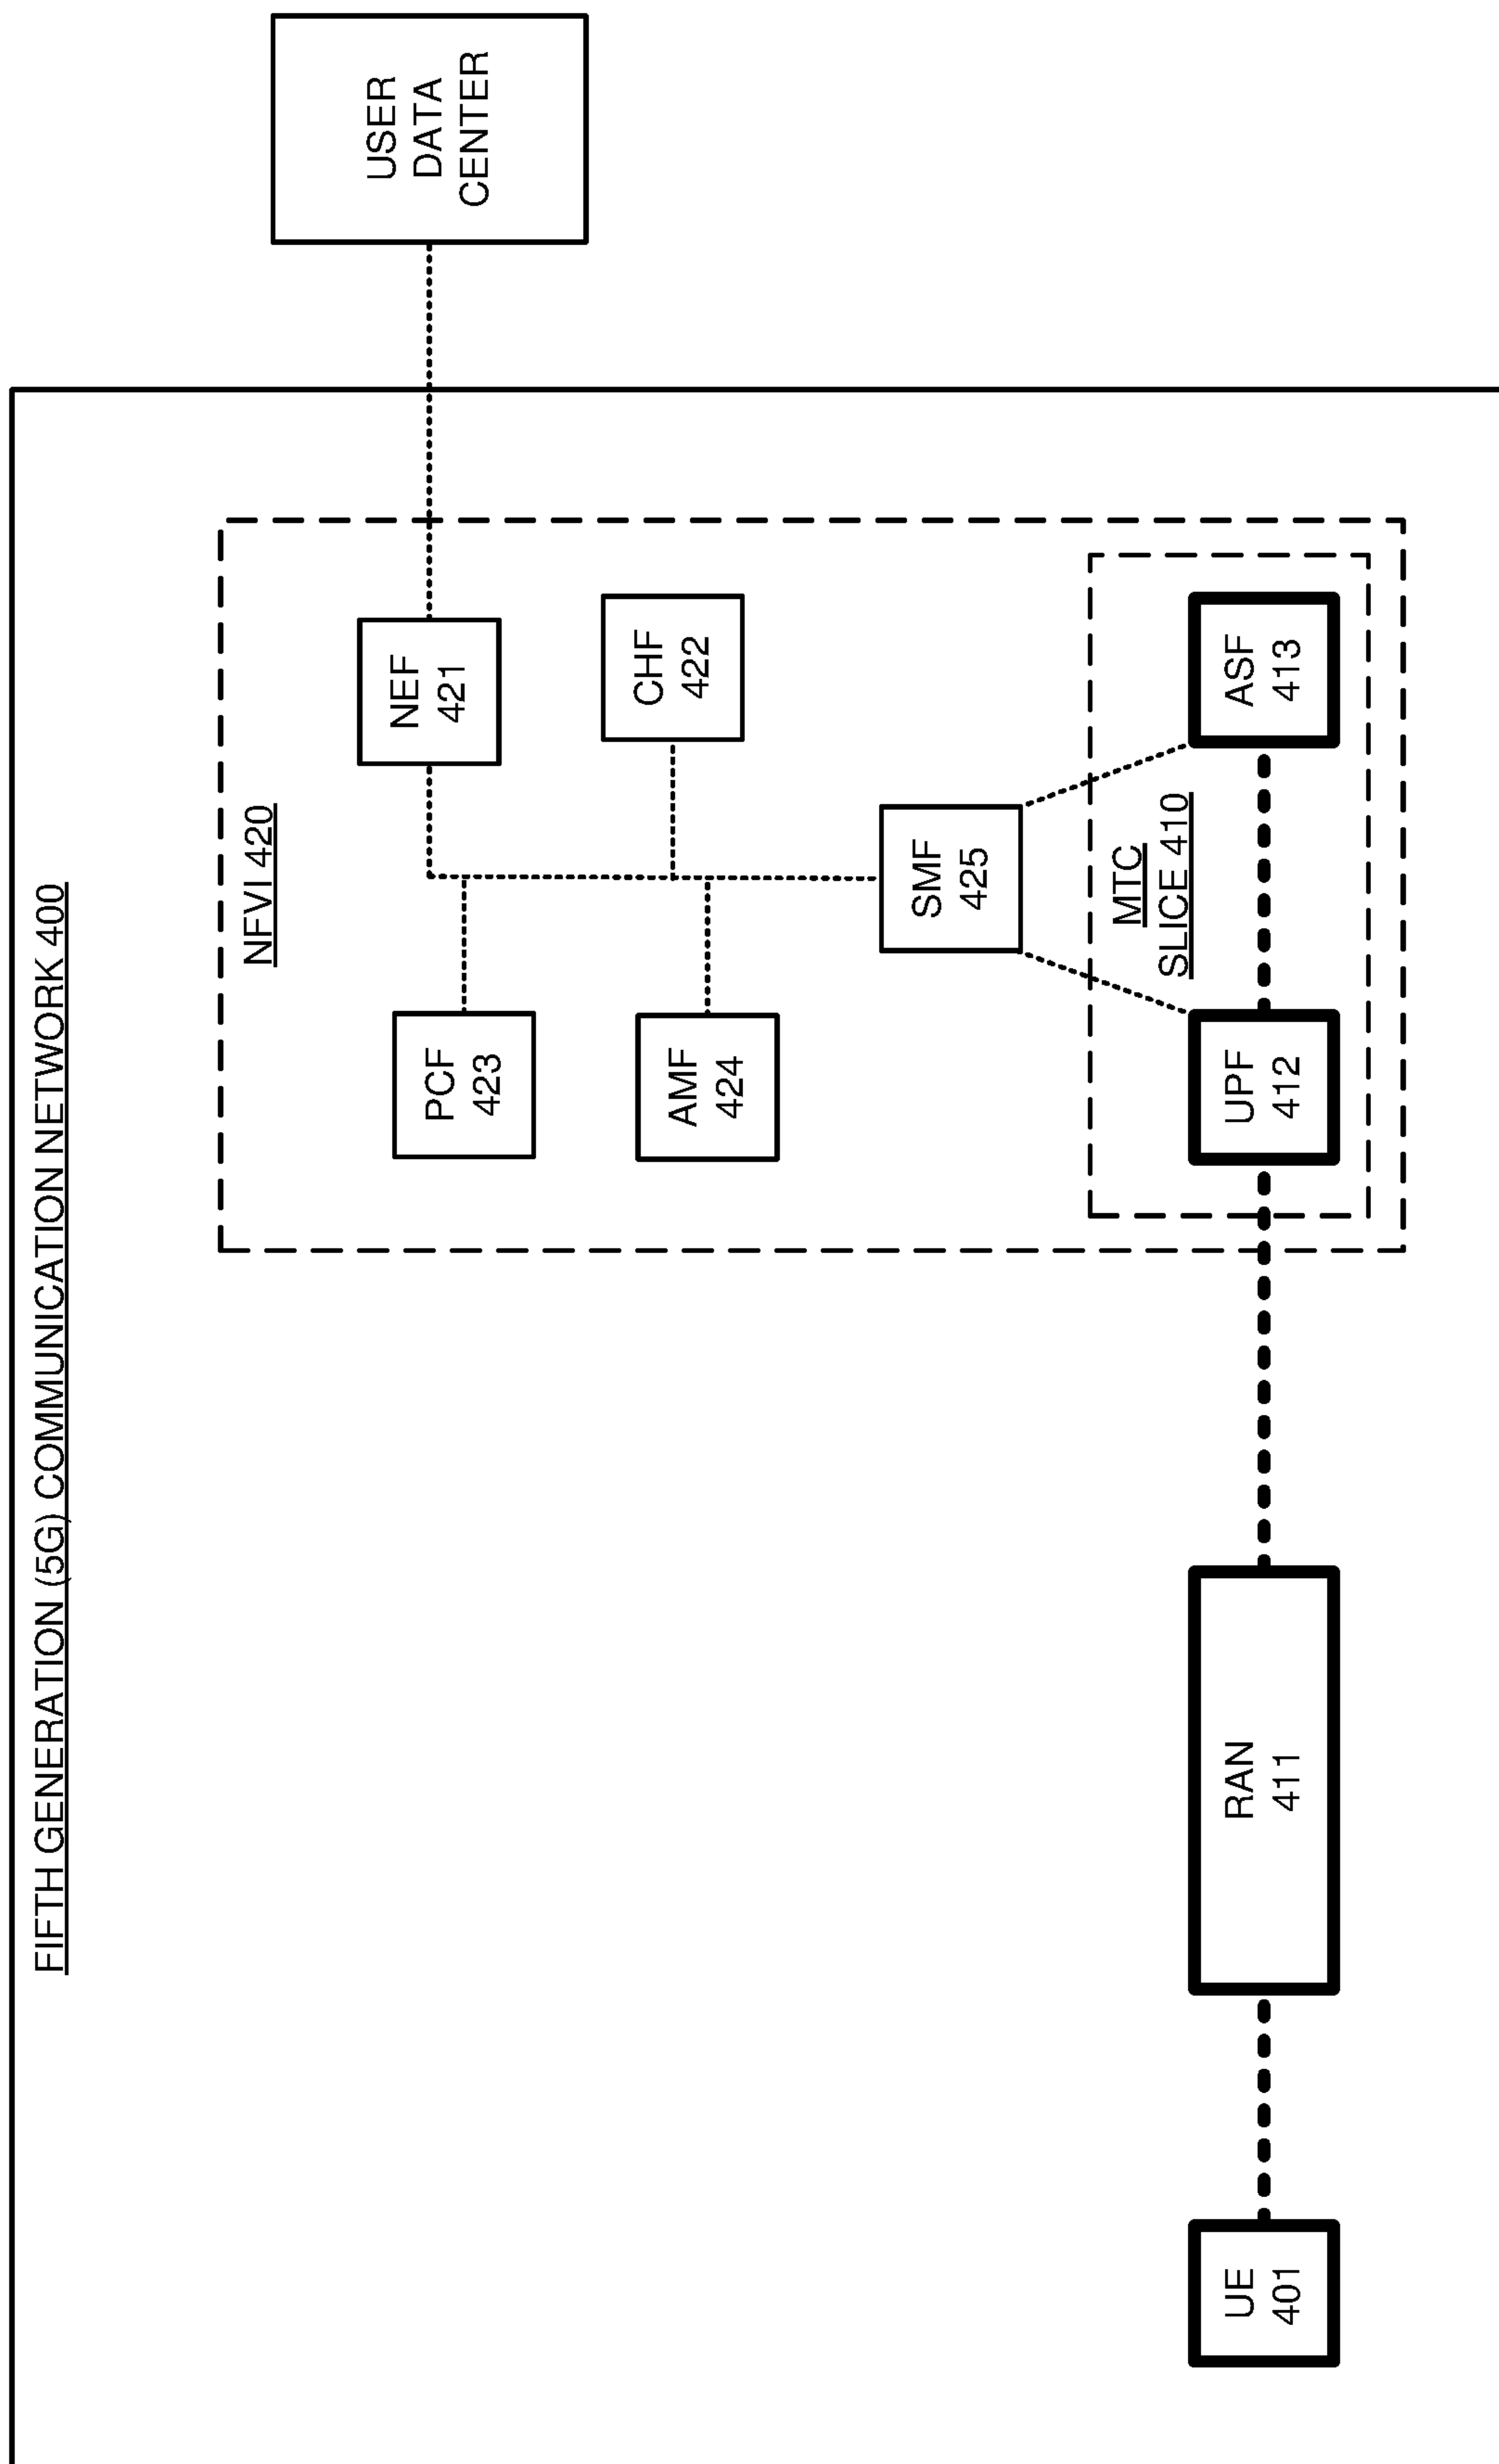 FIFTH GENERATION (5G) COMMUNICATION NETWORK 400
NFVI 420
USER
DATA
CENTER
PCF
423
NEF
421
AMF
424
CHF
422
SMF
425
MTC
SLICE 410
UE
401
RAN
411
UPF
412
ASF
413